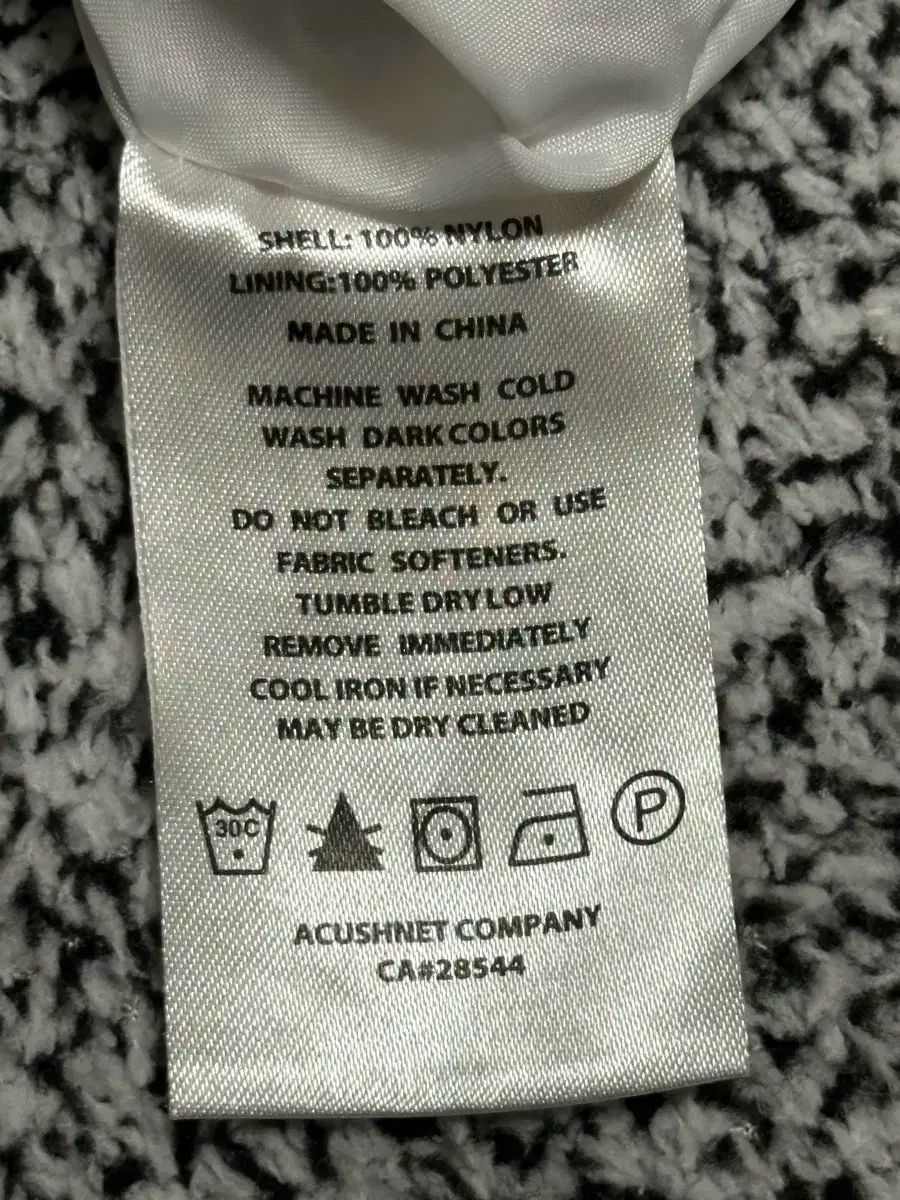 SHELL: 100% NYLON
LINING:100% POLYESTER
MADE IN CHINA
MACHINE WASH COLD
WASH DARK COLORS
SEPARATELY.
DO NOT BLEACH OR USE
FABRIC SOFTENERS.
TUMBLE DRY LOW
REMOVE IMMEDIATELY
COOL IRON IF NECESSARY
MAY BE DRY CLEANED
30C P
ACUSHNET COMPANY
CA#28544